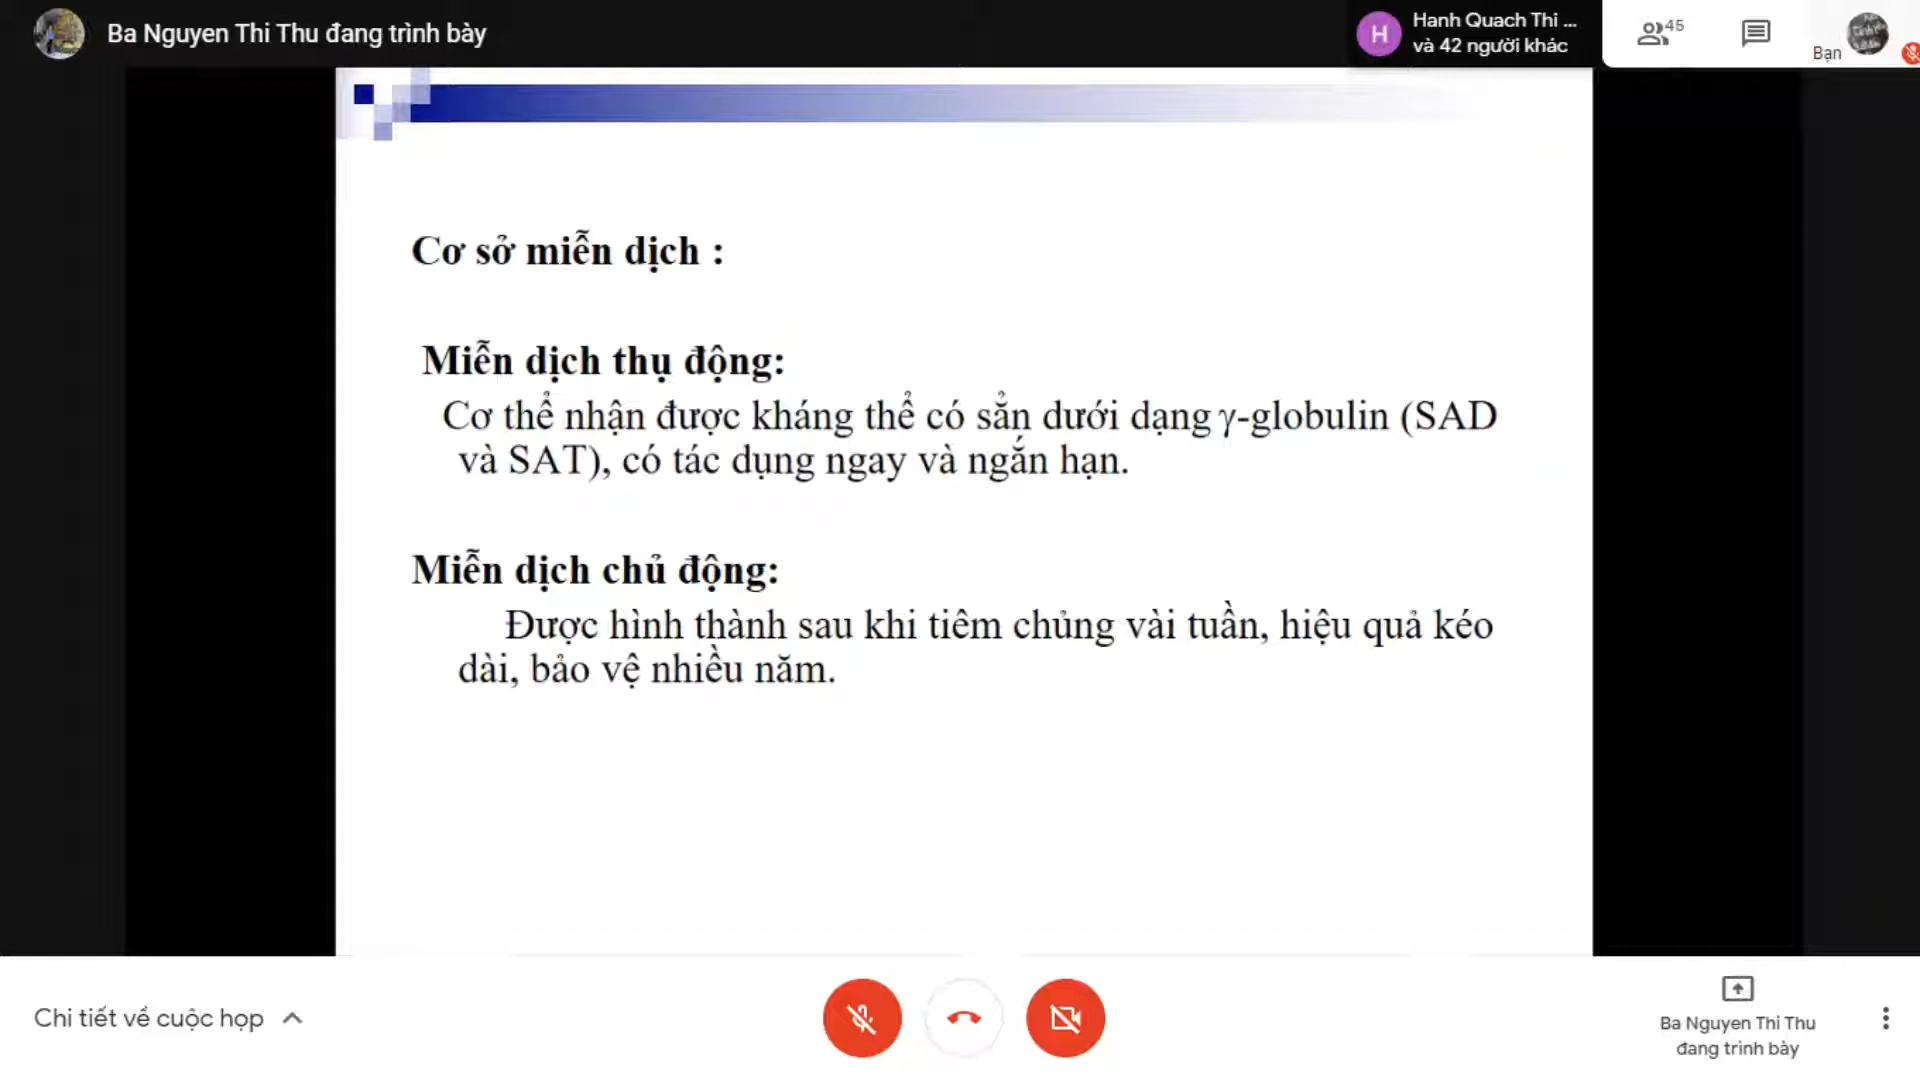 Ba Nguyen Thi Thu đang trình bày
H
Hanh Quach Thi ...
và 42 người khác
45
Bạn
Cơ sở miễn dịch :
Miễn dịch thụ động:
Cơ thể nhận được kháng thể có sẳn dưới dạng γ-globulin (SAD
và SAT), có tác dụng ngay và ngắn hạn.
Miễn dịch chủ động:
Được hình thành sau khi tiêm chủng vài tuần, hiệu quả kéo
dài, bảo vệ nhiều năm.
Chi tiết về cuộc họp
Ba Nguyen Thi Thu
đang trình bày